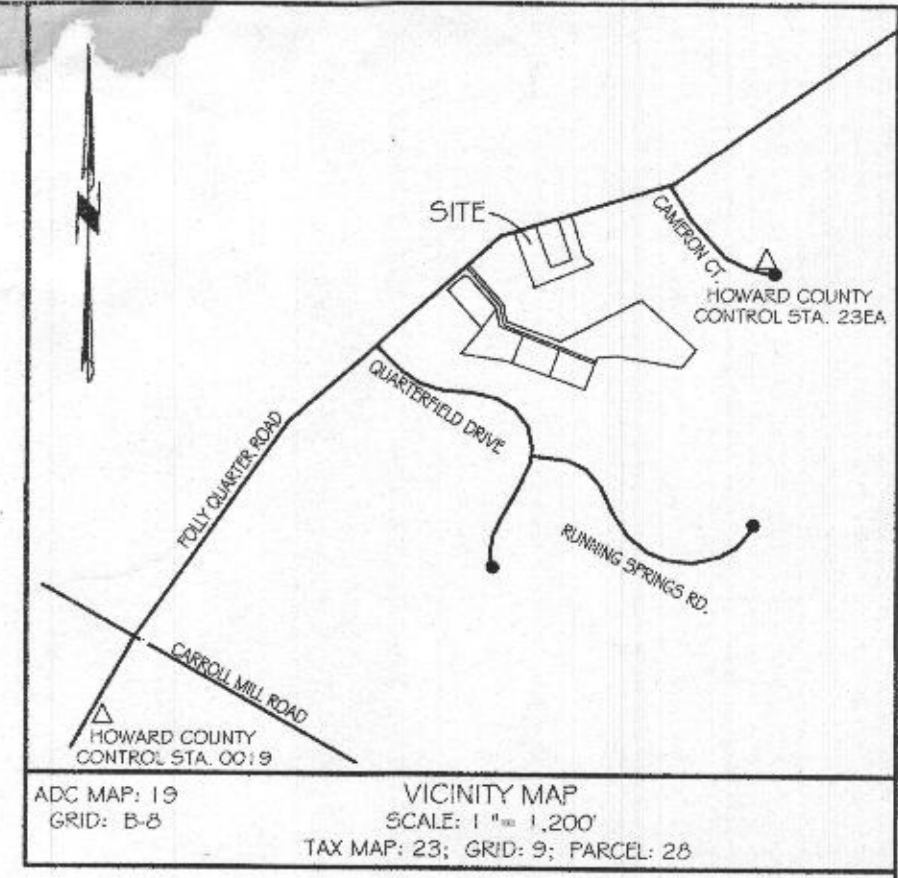 SITE
CAMERON CT.
HOWARD COUNTY
CONTROL STA. 23EA
QUARTERFIELD DRIVE
FOLLY QUARTER ROAD
RUNNING SPRINGS RD.
CARROLL MILL ROAD
HOWARD COUNTY
CONTROL STA. 0019
ADC MAP: 19
GRID: B-8
VICINITY MAP
SCALE: 1"= 1,200'
TAX MAP: 23; GRID: 9; PARCEL: 28